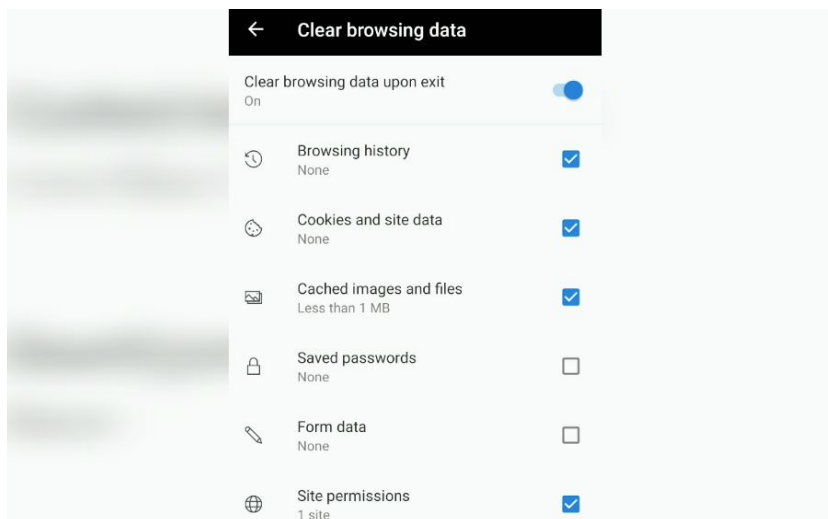 Clear browsing data
Clear browsing data upon exit
On
Browsing history
None
Cookies and site data
None
Cached images and files
Less than 1 MB
Saved passwords
None
Form data
None
Site permissions
1 site